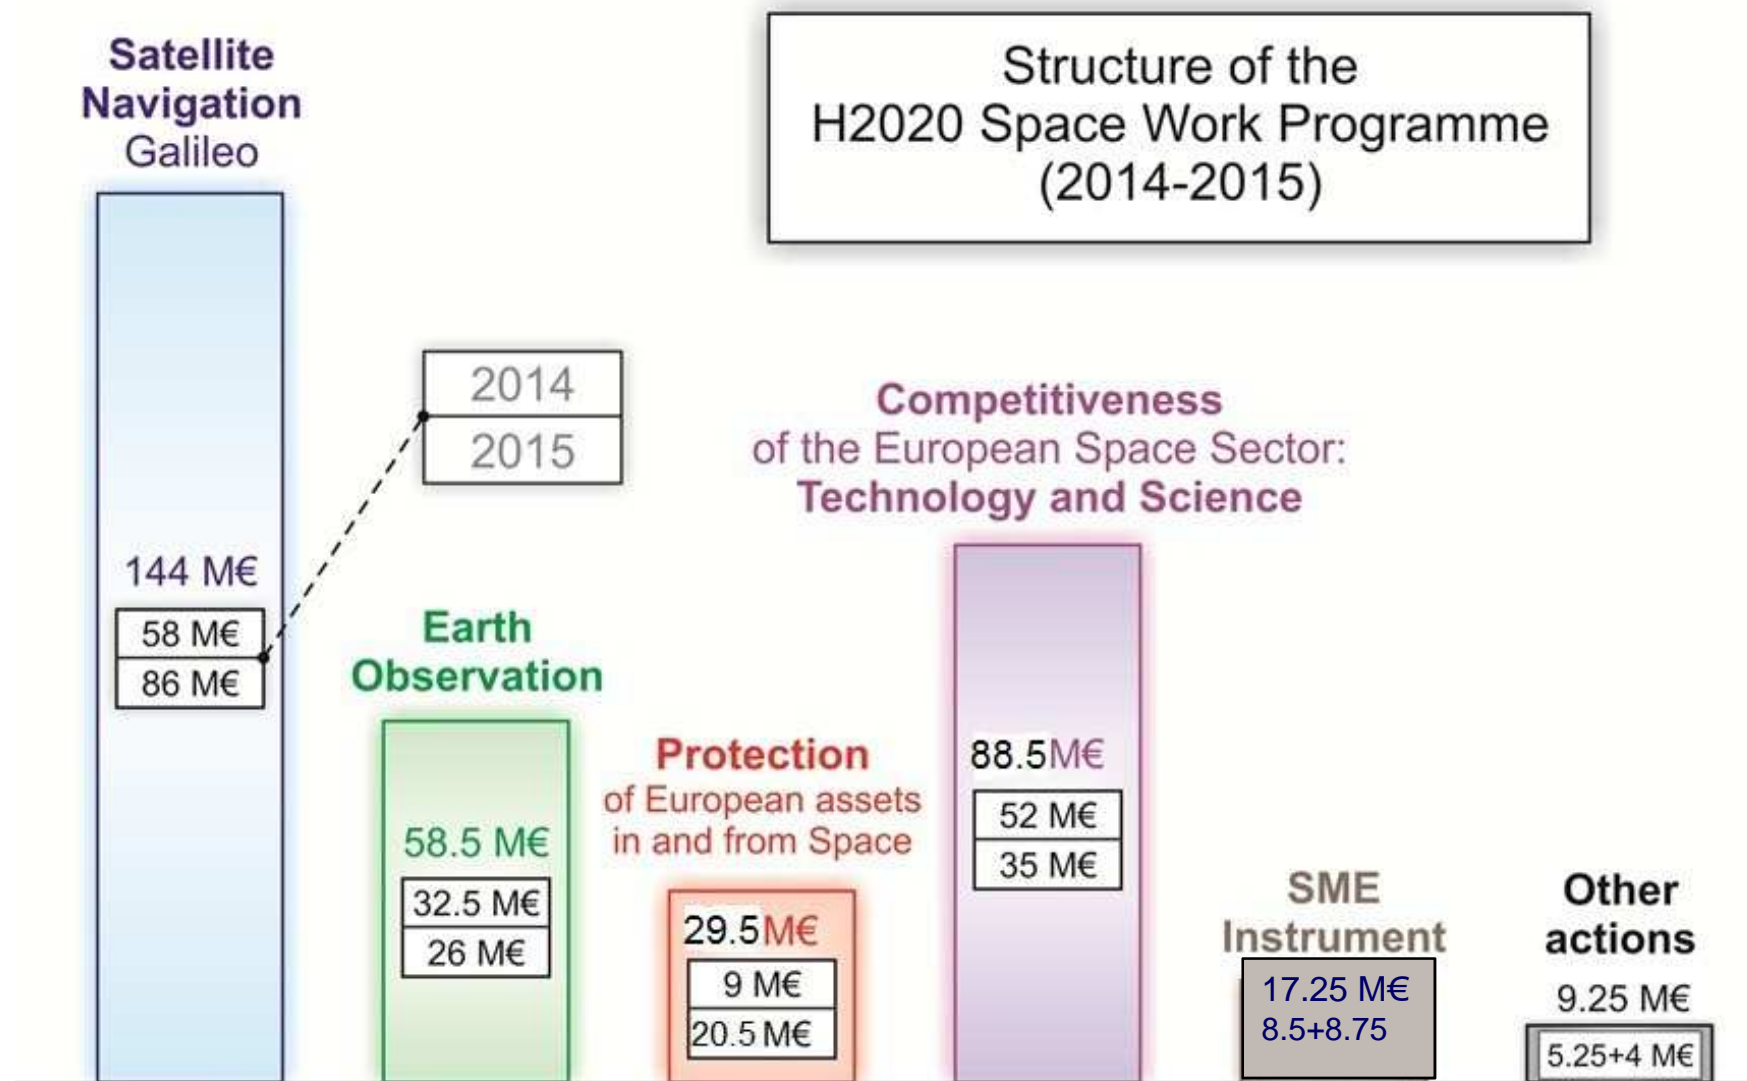 Structure of the
H2020 Space Work Programme
(2014-2015)
Satellite
Navigation
Galileo
144 M€
58 M€
86 M€
2014
2015
Earth
Observation
58.5 M€
32.5 M€
26 M€
Protection
of European assets
in and from Space
29.5M€
9 M€
20.5 M€
Competitiveness
of the European Space Sector:
Technology and Science
88.5M€
52 M€
35 M€
SME
Instrument
17.25 M€
8.5+8.75
Other
actions
9.25 M€
5.25+4 M€